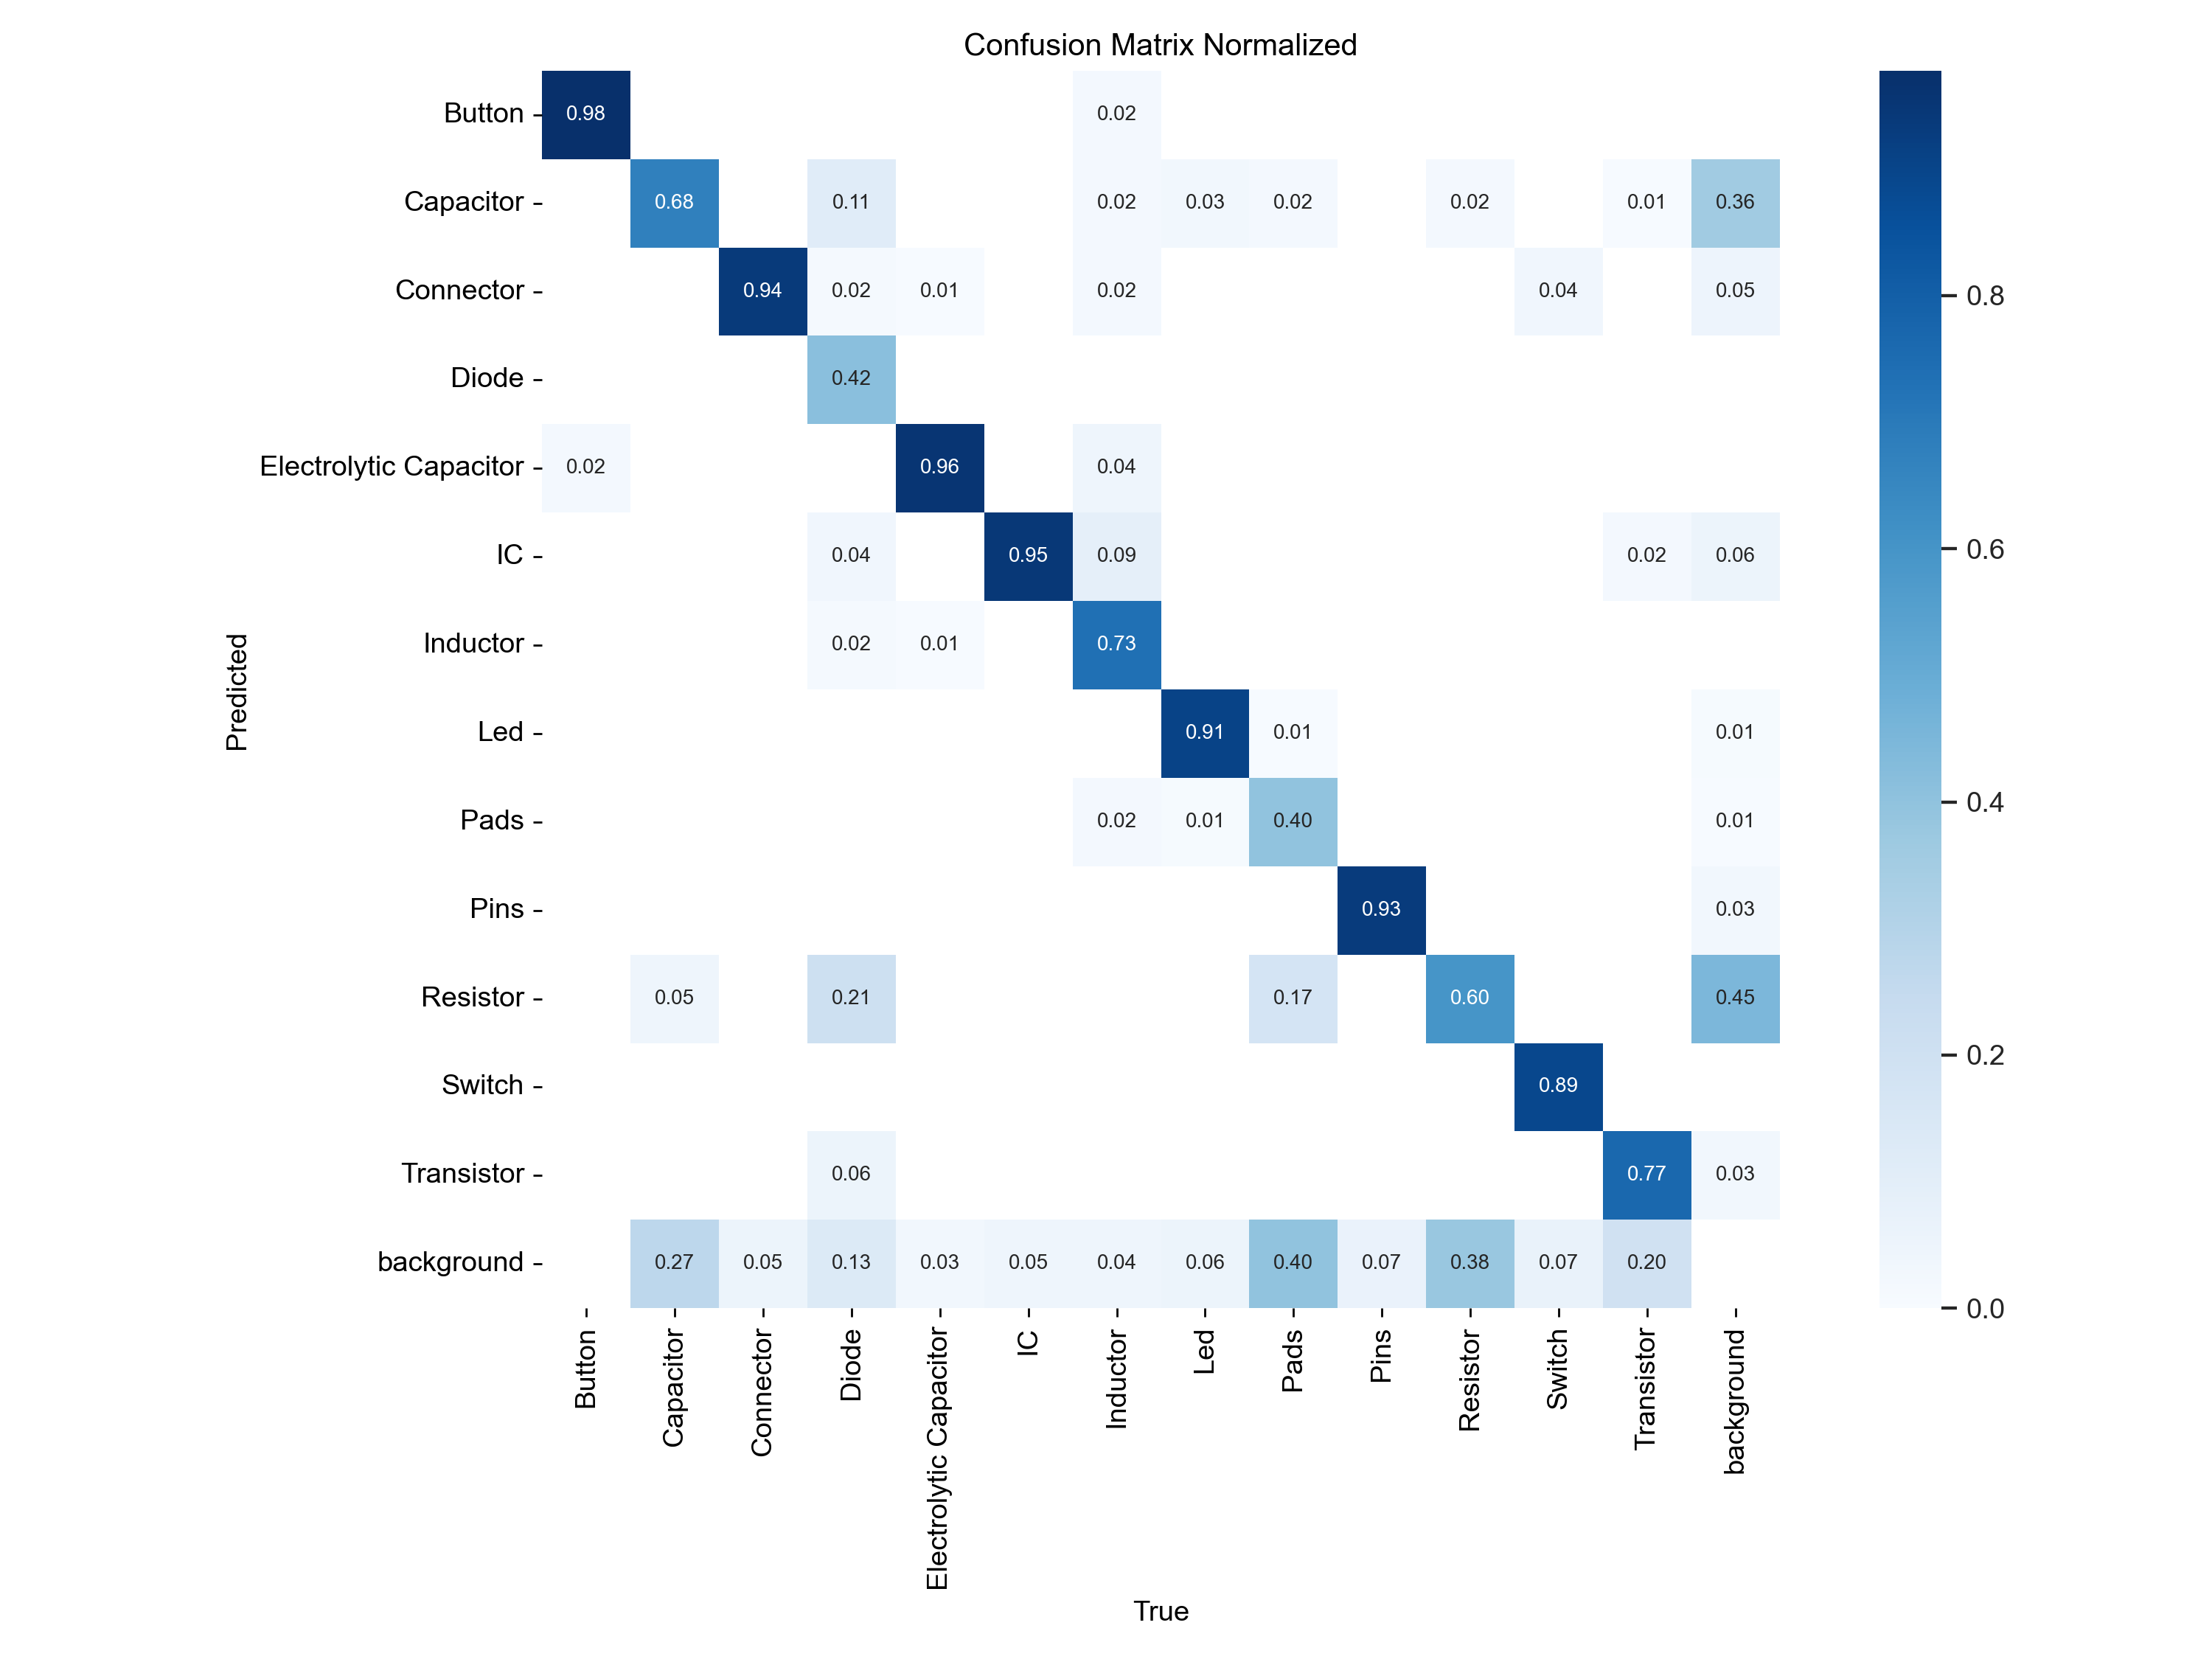 Confusion Matrix Normalized
Button 0.98 0.02
Capacitor 0.68 0.11 0.02 0.03 0.02 0.02 0.01 0.36
Connector 0.94 0.02 0.01 0.02 0.04 0.05
0.8
Diode 0.42
Electrolytic Capacitor 0.02 0.96 0.04
IC 0.04 0.95 0.09 0.02 0.06
0.6
Inductor 0.02 0.01 0.73
Predicted
Led 0.91 0.01 0.01
Pads 0.02 0.01 0.40 0.01
0.4
Pins 0.93 0.03
Resistor 0.05 0.21 0.17 0.60 0.45
0.2
Switch 0.89
Transistor 0.06 0.77 0.03
background 0.27 0.05 0.13 0.03 0.05 0.04 0.06 0.40 0.07 0.38 0.07 0.20
0.0
Button
Capacitor
Connector
Diode
Electrolytic Capacitor
IC
Inductor
Led
Pads
Pins
Resistor
Switch
Transistor
background
True